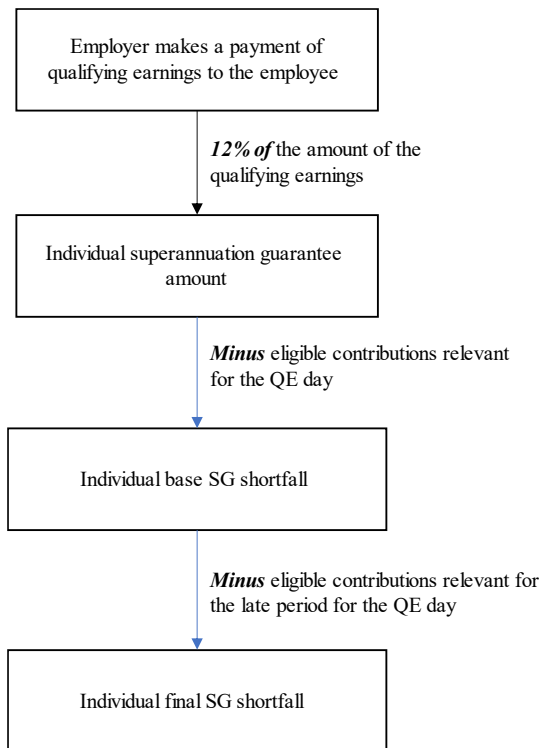 Employer makes a payment of
qualifying earnings to the employee
12% of the amount of the
qualifying earnings
Individual superannuation guarantee
amount
Minus eligible contributions relevant
for the QE day
Individual base SG shortfall
Minus eligible contributions relevant for
the late period for the QE day
Individual final SG shortfall